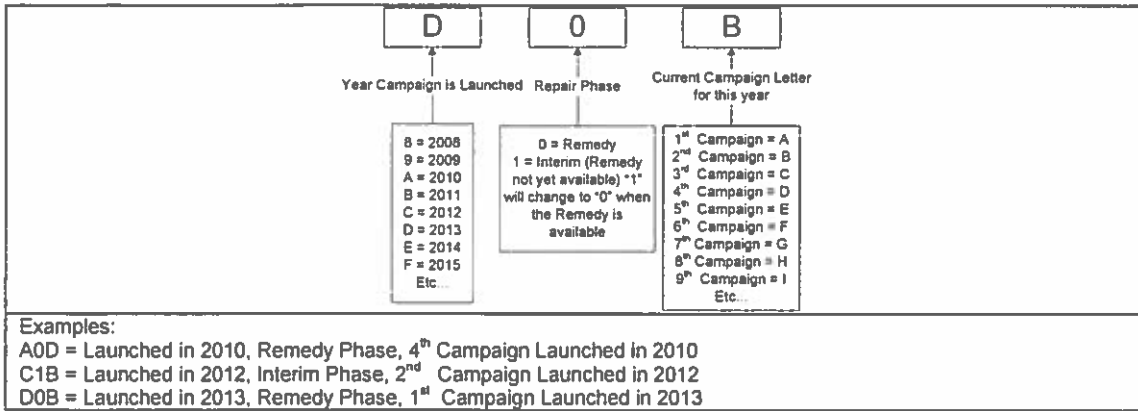 D 0 B
Year Campaign is Launched
Repair Phase
Current Campaign Letter
for this year
8 = 2008
9 = 2009
A = 2010
B = 2011
C = 2012
D = 2013
E = 2014
F = 2015
Etc...
0 = Remedy
1 = Interim (Remedy
not yet available) "1"
will change to "0" when
the Remedy is
available
1st Campaign = A
2nd Campaign = B
3rd Campaign = C
4th Campaign = D
5th Campaign = E
6th Campaign = F
7th Campaign = G
8th Campaign = H
9th Campaign = I
Etc...
Examples:
A0D = Launched in 2010, Remedy Phase, 4th Campaign Launched in 2010
C1B = Launched in 2012, Interim Phase, 2nd Campaign Launched in 2012
D0B = Launched in 2013, Remedy Phase, 1st Campaign Launched in 2013